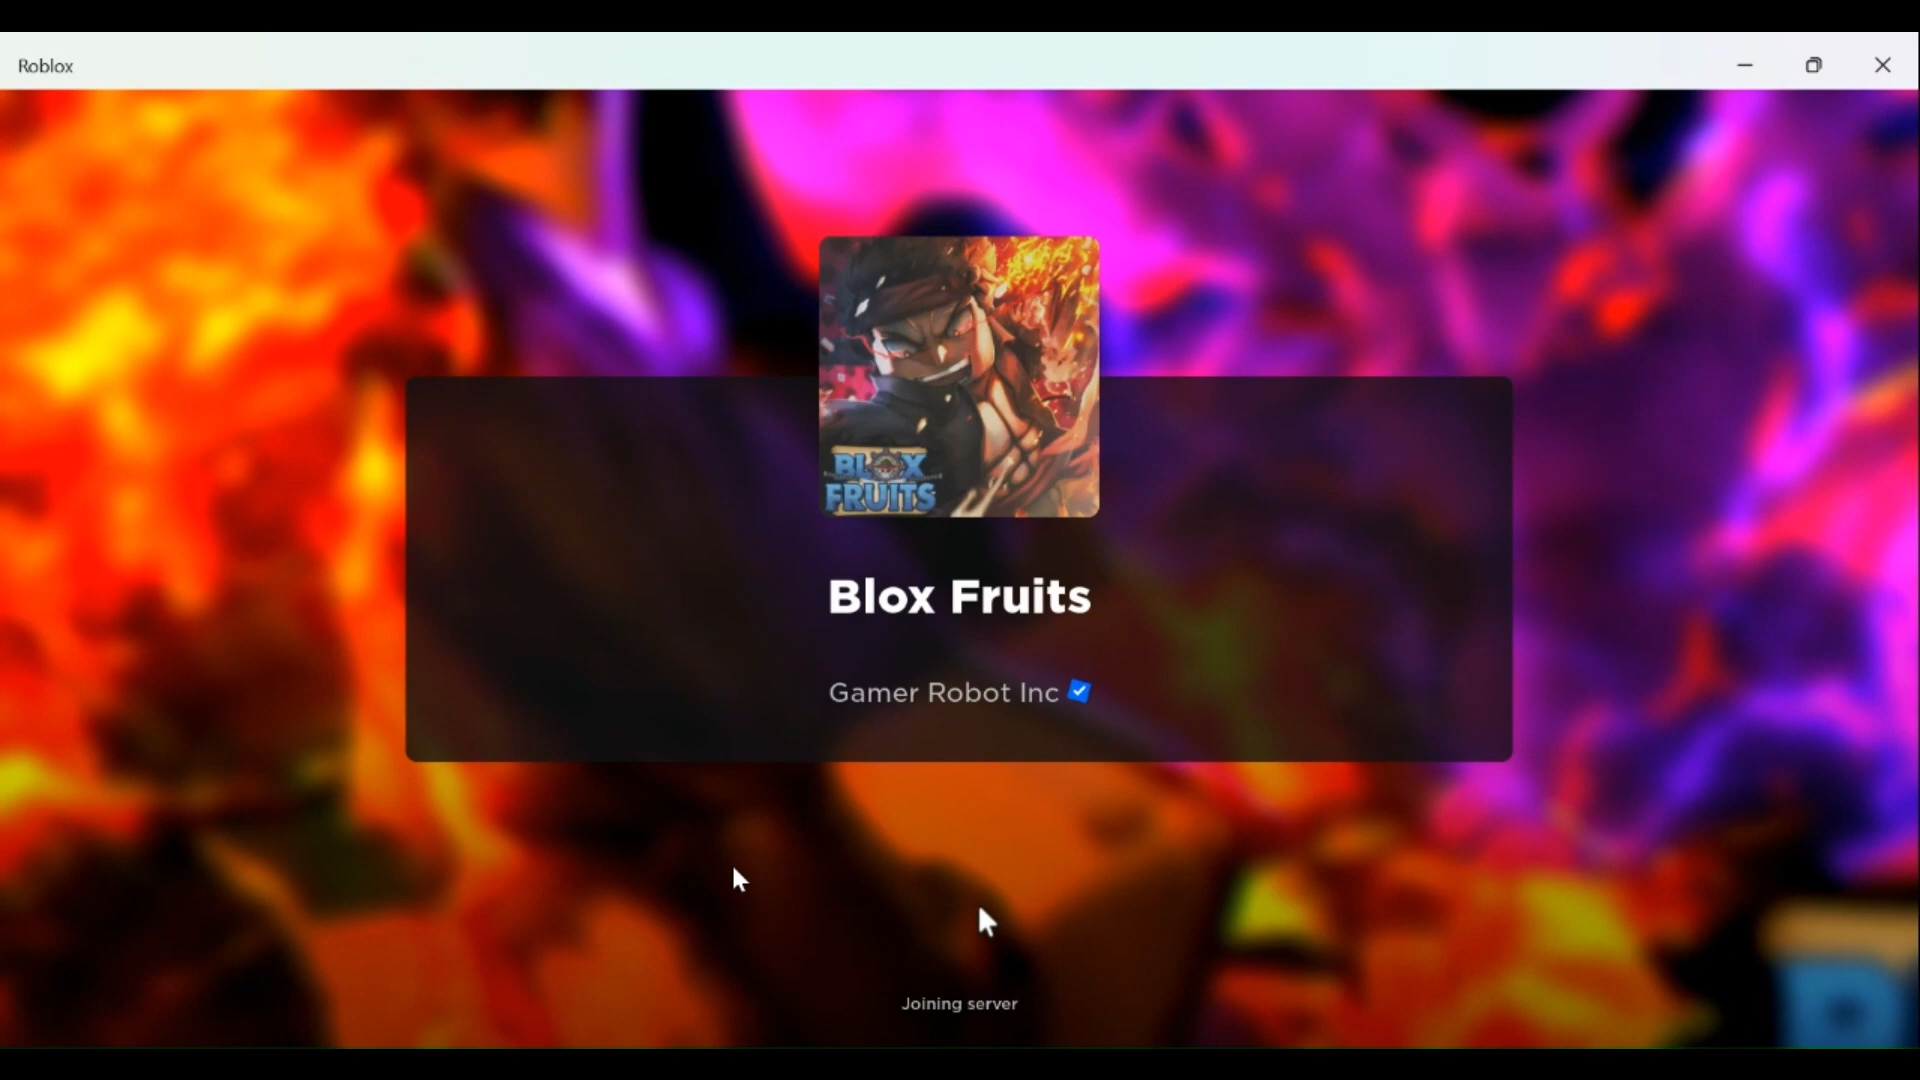 Roblox
BLOX
FRUITS
Blox Fruits
Gamer Robot Inc
Joining server